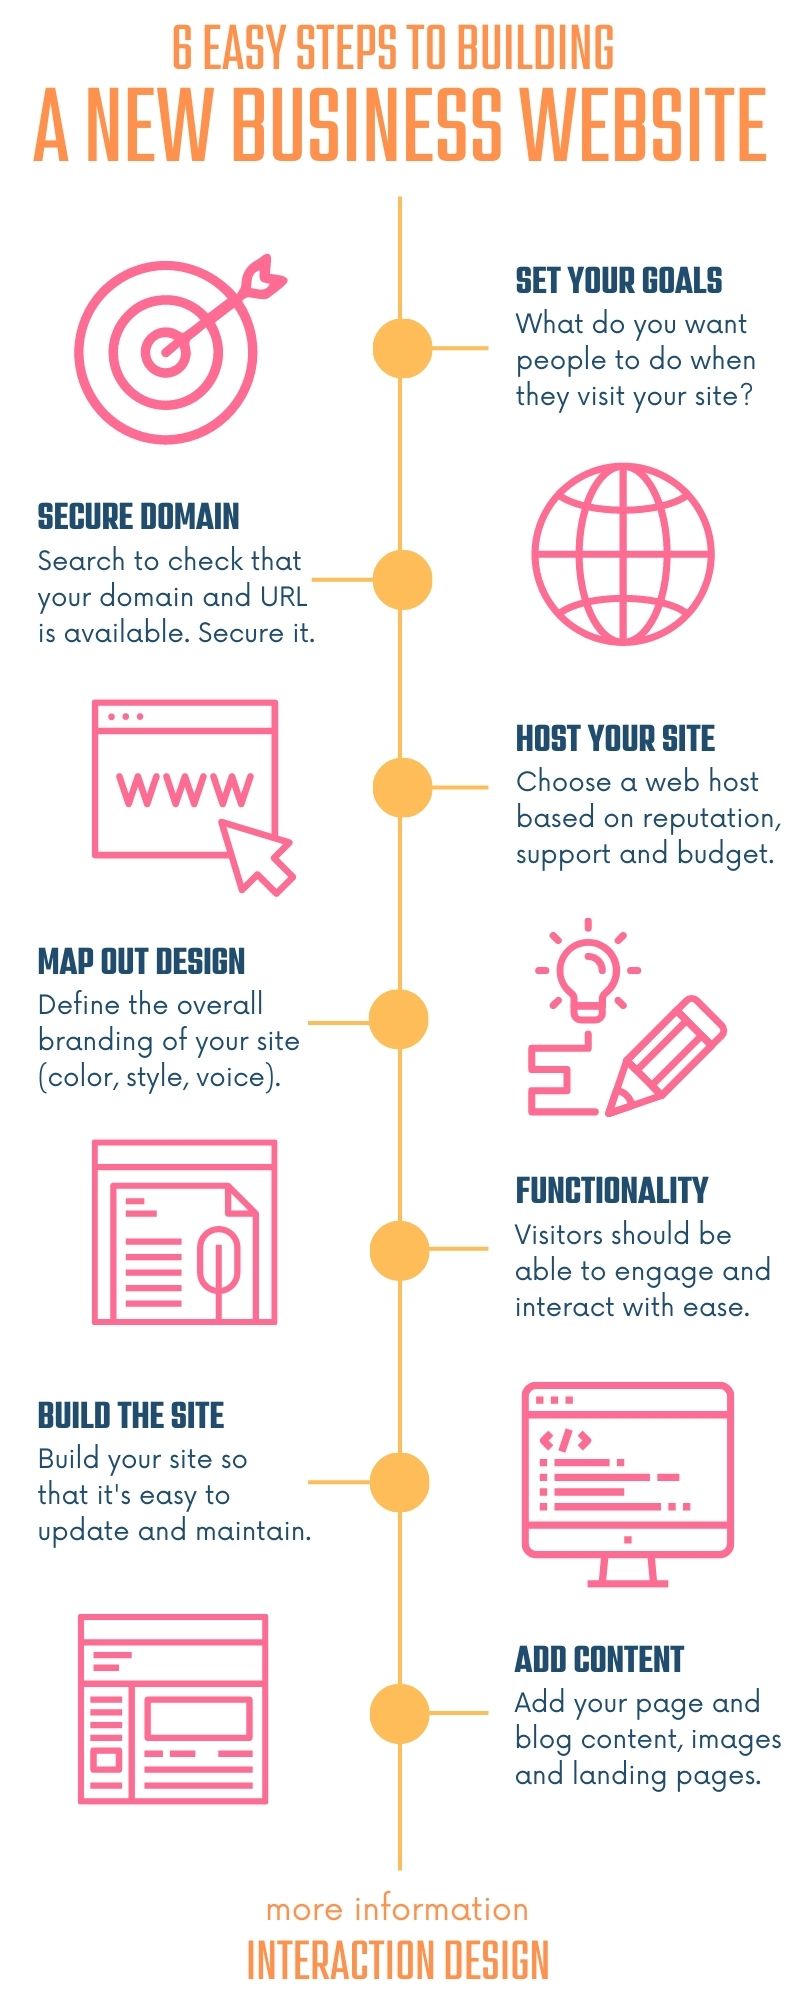 6 EASY STEPS TO BUILDING
A NEW BUSINESS WEBSITE
SET YOUR GOALS
What do you want
people to do when
they visit your site?
SECURE DOMAIN
Search to check that
your domain and URL
is available. Secure it.
WWW
HOST YOUR SITE
Choose a web host
based on reputation,
support and budget.
MAP OUT DESIGN
Define the overall
branding of your site
(color, style, voice).
FUNCTIONALITY
Visitors should be
able to engage and
interact with ease.
BUILD THE SITE
Build your site so
that it's easy to
update and maintain.
</>
ADD CONTENT
Add your page and
blog content, images
and landing pages.
more information
INTERACTION DESIGN